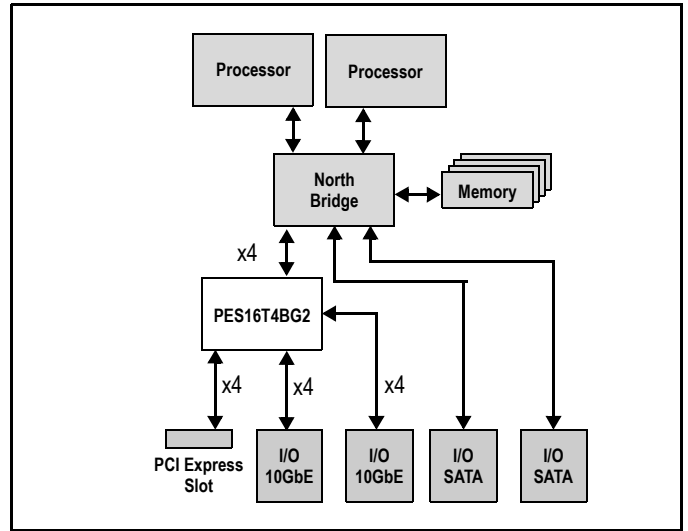 Processor
Processor
North
Bridge
Memory
x4
PES16T4BG2
x4
x4
x4
PCI Express
Slot
I/O
10GbE
I/O
10GbE
I/O
SATA
I/O
SATA